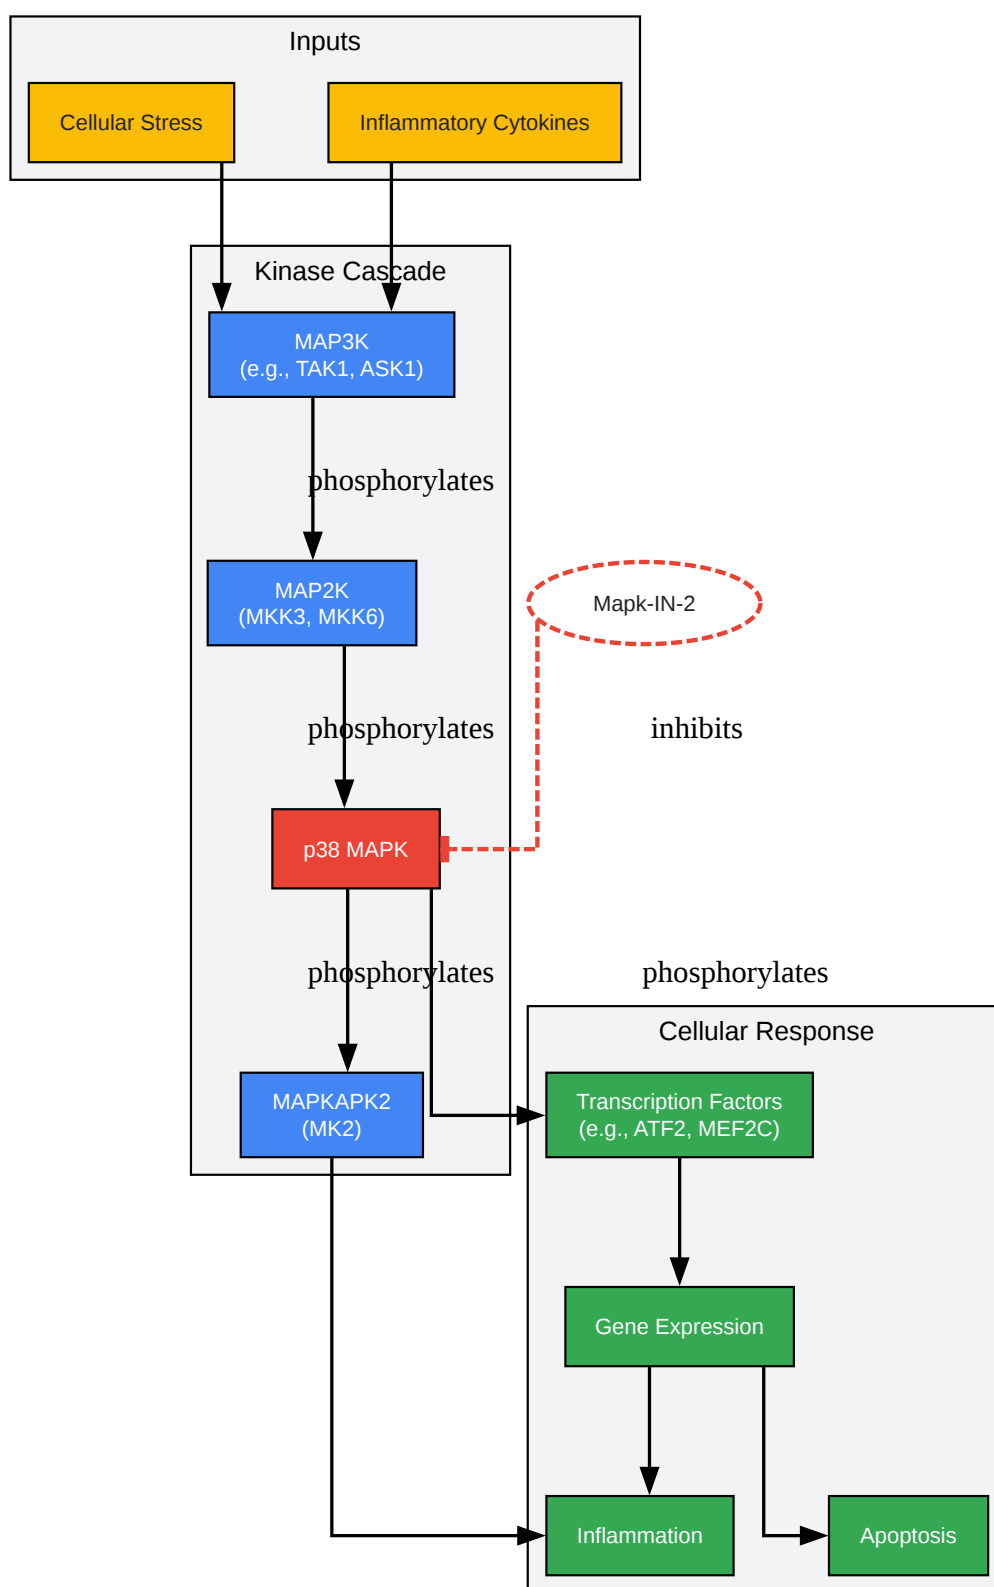 Inputs
Cellular Stress
Inflammatory Cytokines
Kinase Cascade
MAP3K
(e.g., TAK1, ASK1)
phosphorylates
MAP2K
(MKK3, MKK6)
Mapk-IN-2
phosphorylates
inhibits
p38 MAPK
phosphorylates
phosphorylates
Cellular Response
MAPKAPK2
(MK2)
Transcription Factors
(e.g., ATF2, MEF2C)
Gene Expression
Inflammation
Apoptosis